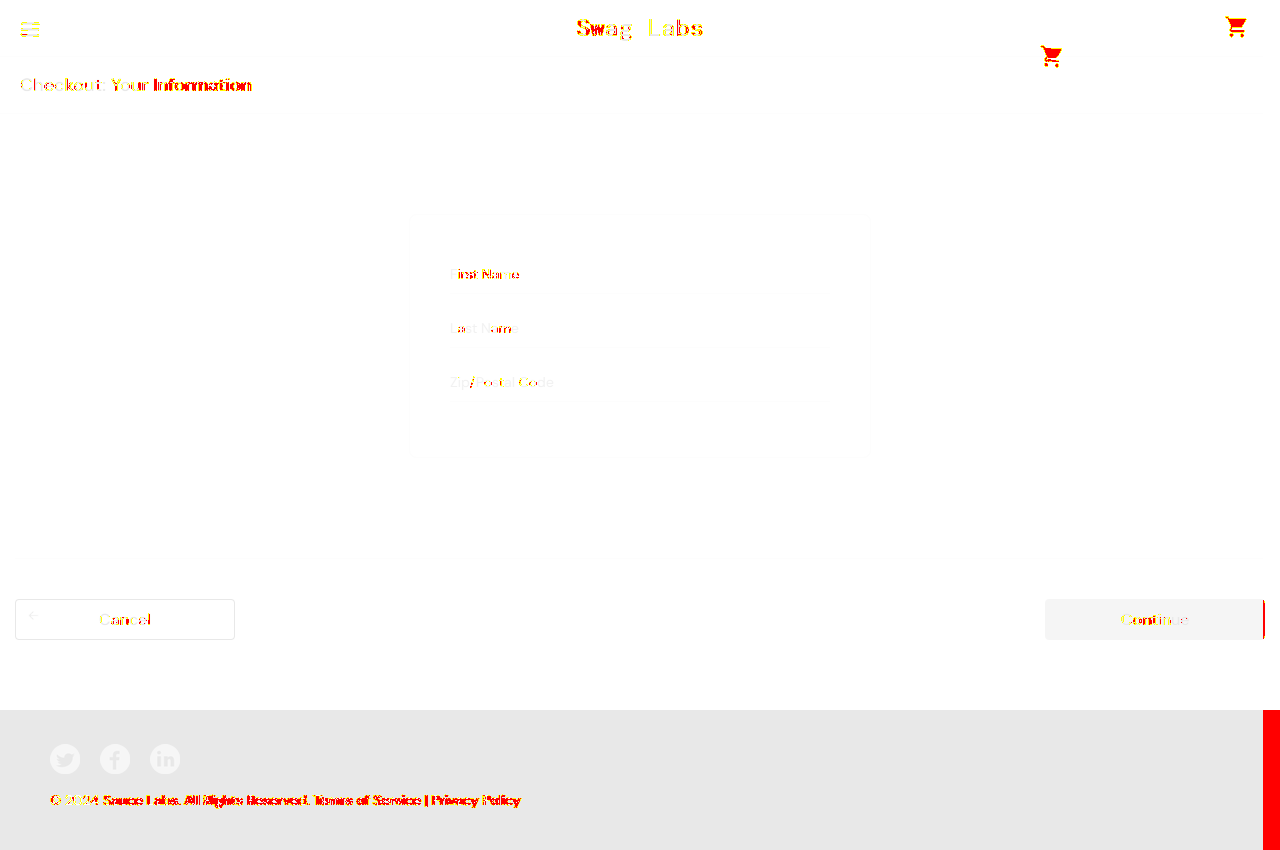 Swag Labs
Checkout: Your Information
First Name
Last Name
Zip/Postal Code
Cancel
Continue
© 2024 Sauce Labs. All Rights Reserved. Terms of Service | Privacy Policy